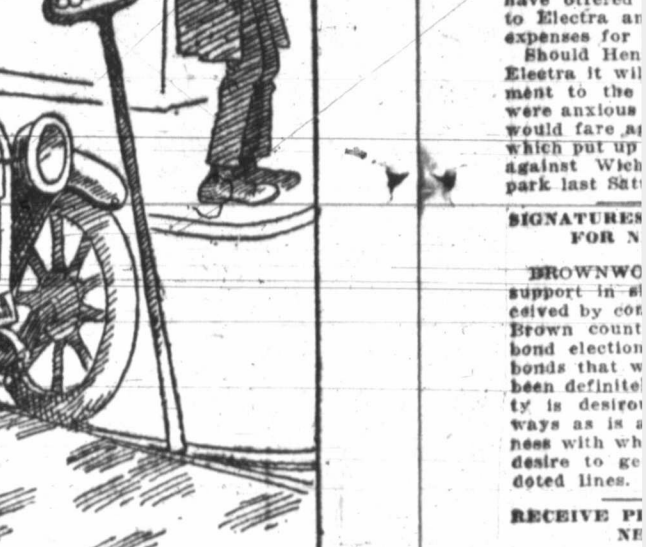 have offered
to Electra an
expenses for
Should Hen
Electra it wil
ment to the
were anxious
would fare ag
which put up
against Wich
park last Sat
SIGNATURES
FOR N
BROWNWO
support in s
ceived by con
Brown count
bond election
bonds that w
been definite
ty is desirou
ways as is a
ness with wh
desire to ge
doted lines.
RECEIVE PI
NE